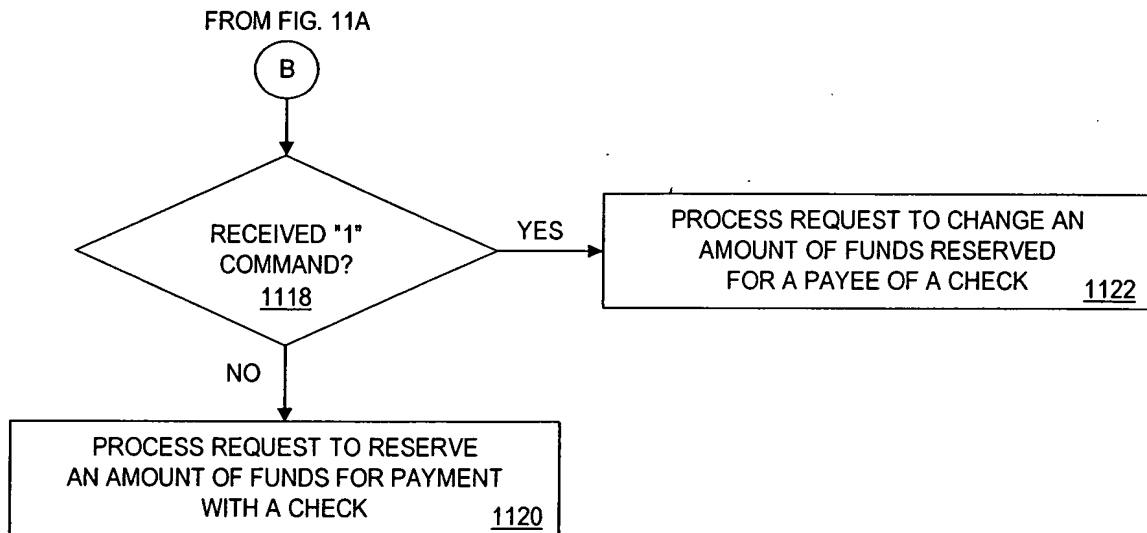 FROM FIG. 11A
B
RECEIVED "1"
COMMAND?
1118
YES
PROCESS REQUEST TO CHANGE AN
AMOUNT OF FUNDS RESERVED
FOR A PAYEE OF A CHECK
1122
NO
PROCESS REQUEST TO RESERVE
AN AMOUNT OF FUNDS FOR PAYMENT
WITH A CHECK
1120